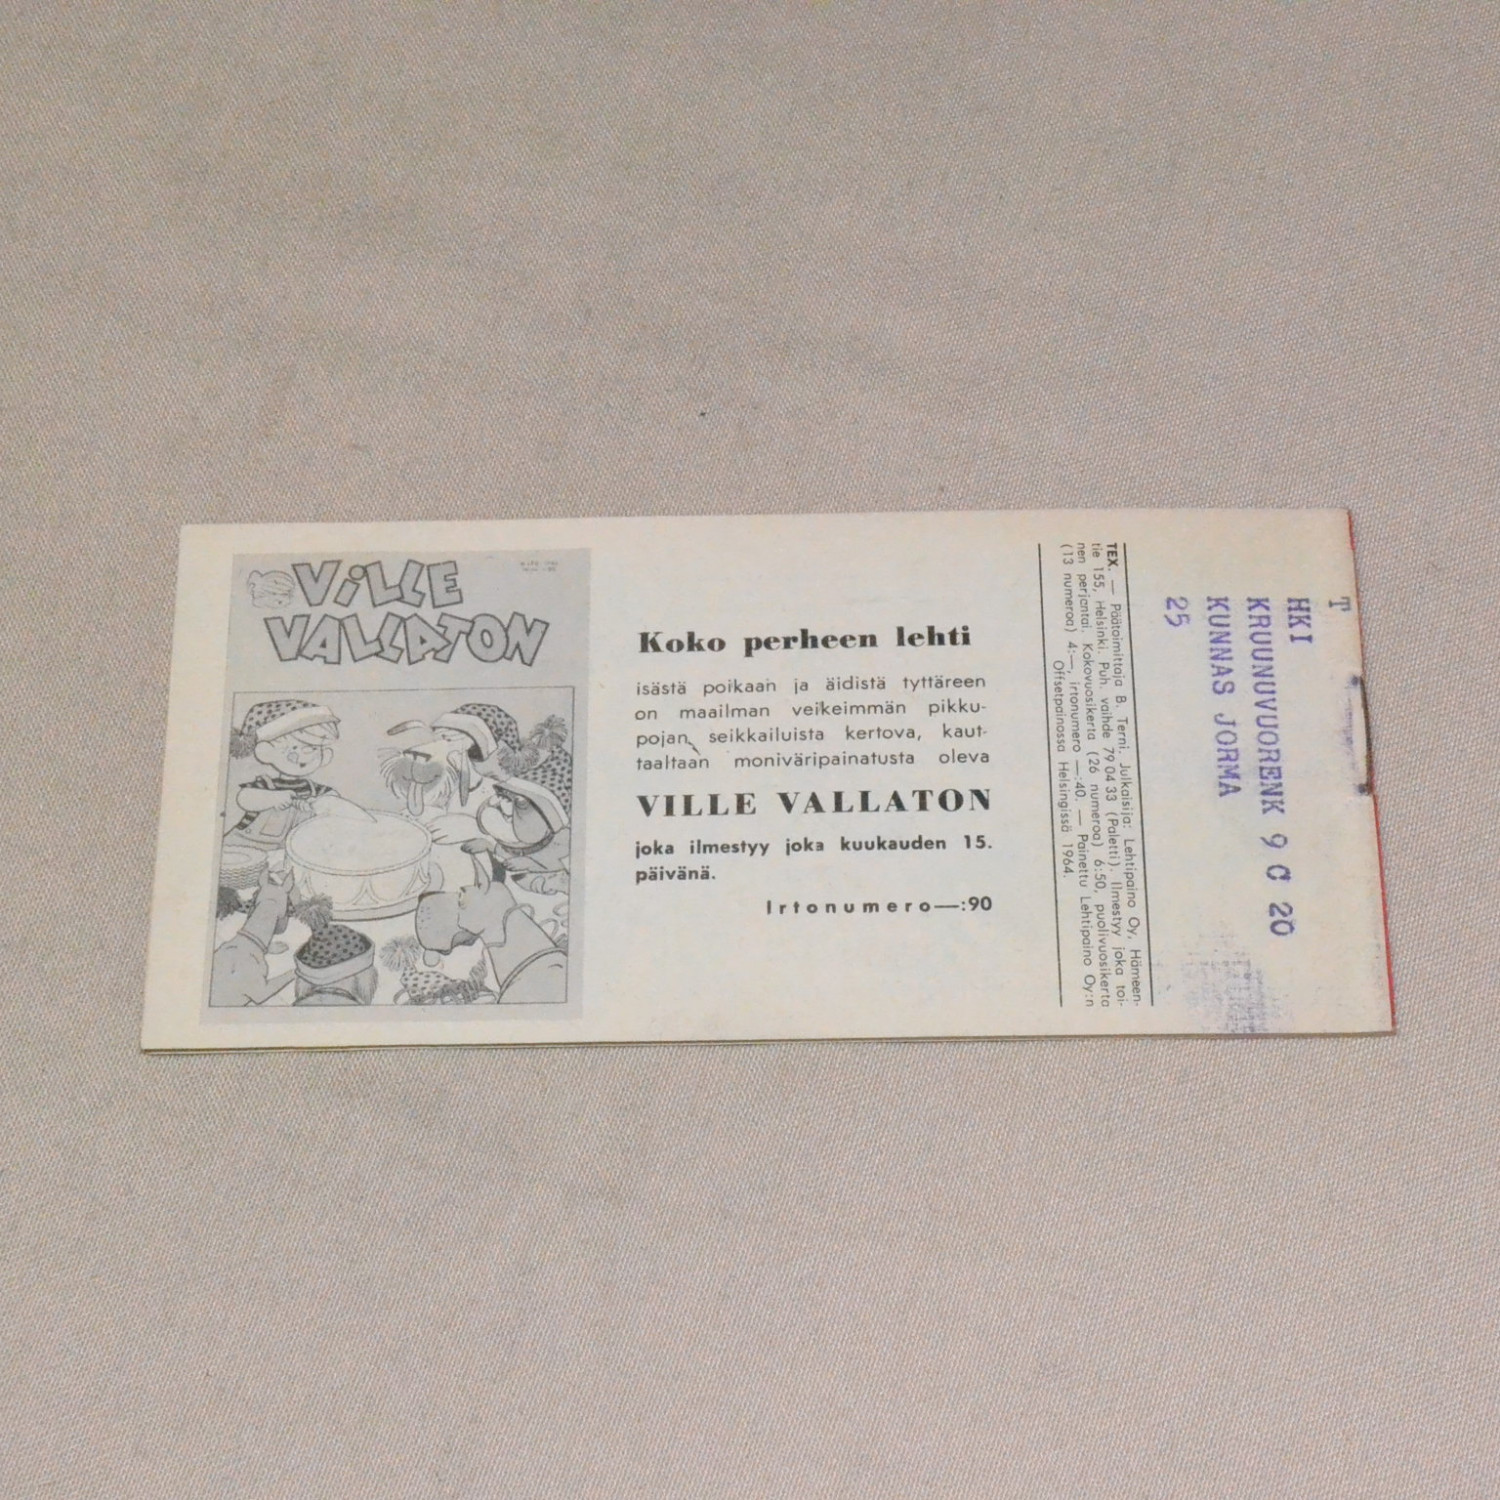 VILLE
VALLATON
Koko perheen lehti
isästä poikaan ja äidistä tyttäreen
on maailman veikeimmän pikku-
pojan seikkailuista kertova, kaut-
taaltaan moniväripainatusta oleva
VILLE VALLATON
joka ilmestyy joka kuukauden 15.
päivänä.
Irtonumero—:90
TEX. — Päätoimittaja B. Terni. Julkaisija: Lehtipaino Oy, Hämeen-
tie 155, Helsinki. Puh. vaihde 79 04 33 (Paletti). Ilmestyy joka toi-
nen perjantai. Kokovuosikerta (26 numeroa) 6:50, puolivuosikerta
(13 numeroa) 4:—, irtonumero —:40. — Painettu Lehtipaino Oy:n
Offsetpainossa Helsingissä 1964.
T
HKI
KRUUNUVUORENK 9 C 20
KUNNAS JORMA
25